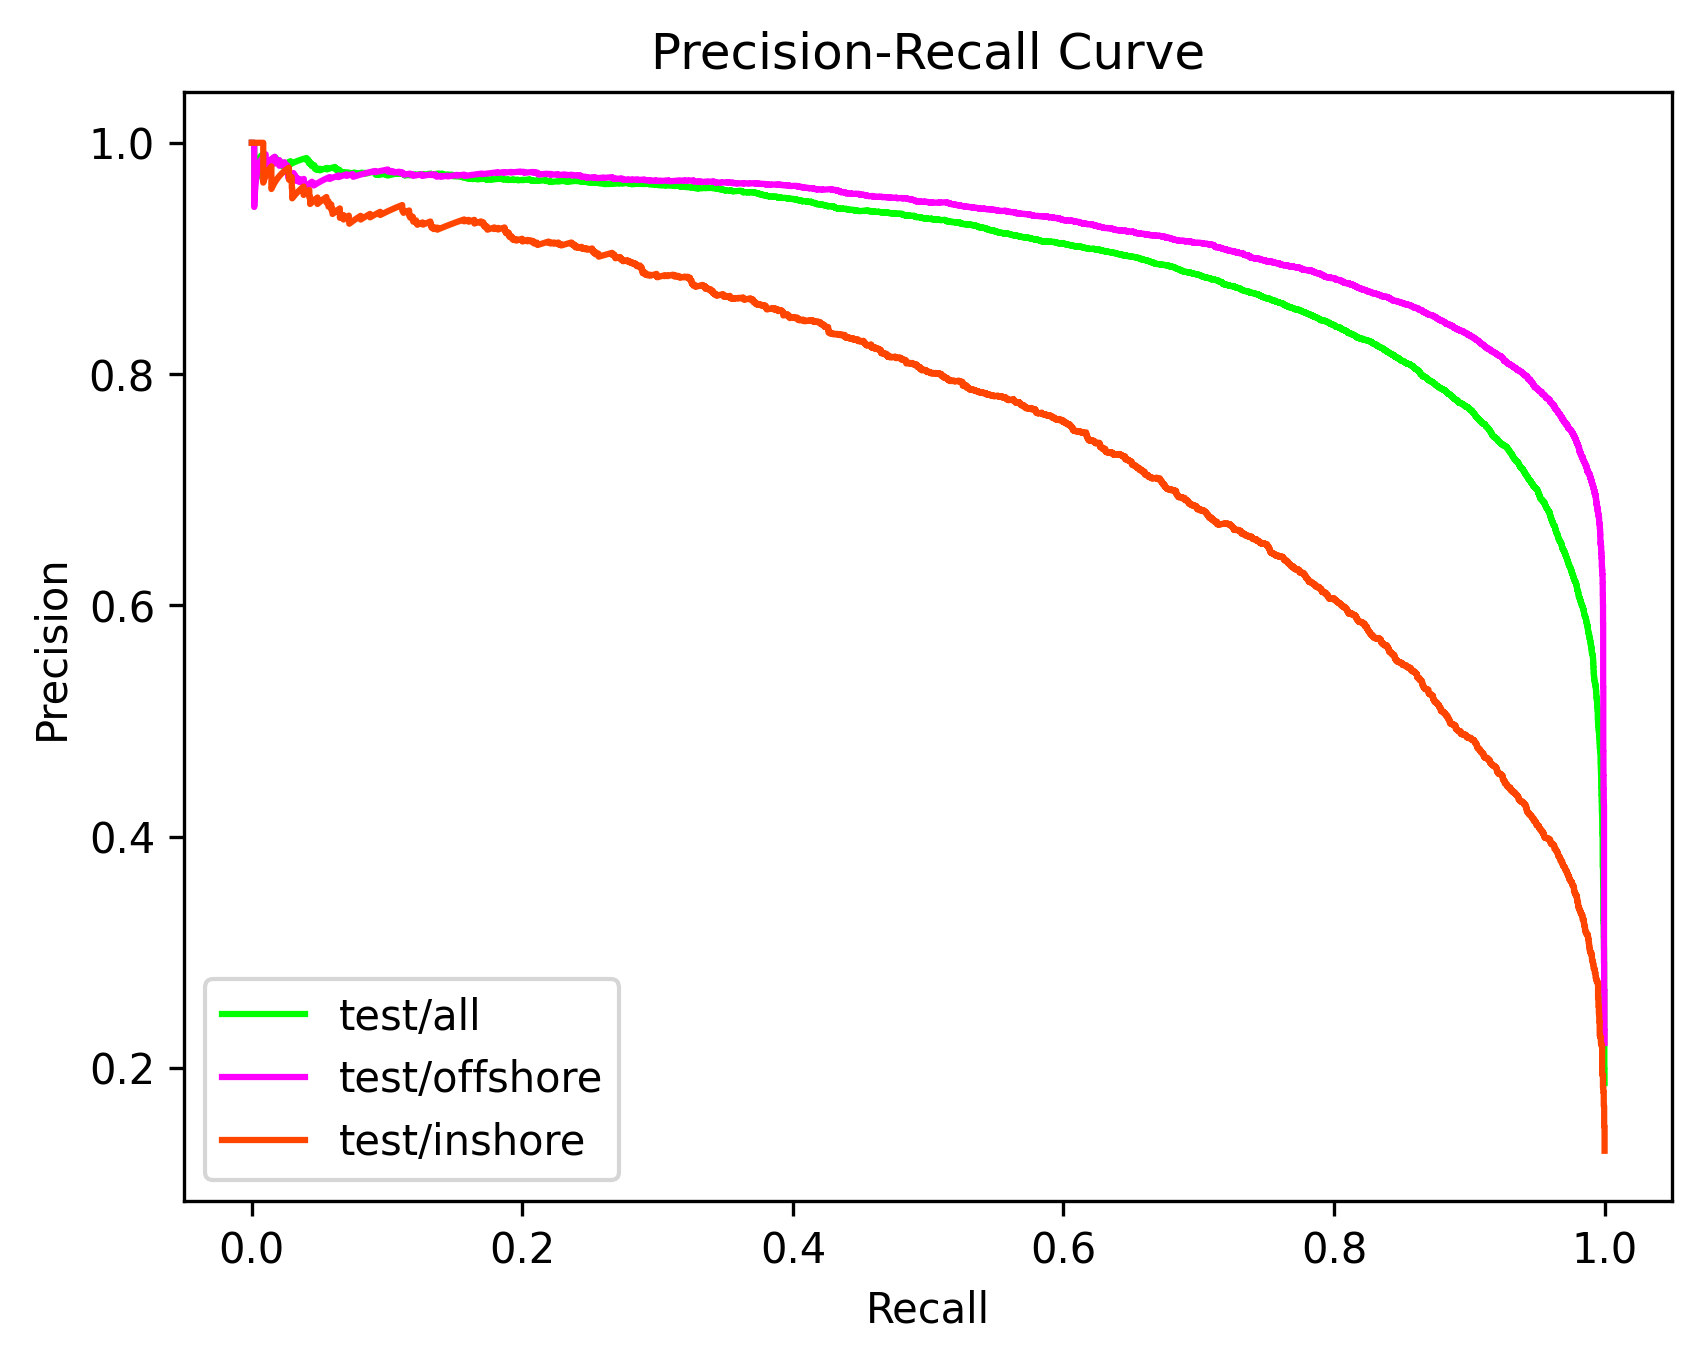 Precision-Recall Curve
1.0
0.8
0.6
0.4
0.2
Precision
test/all
test/offshore
test/inshore
0.0 0.2 0.4 0.6 0.8 1.0
Recall